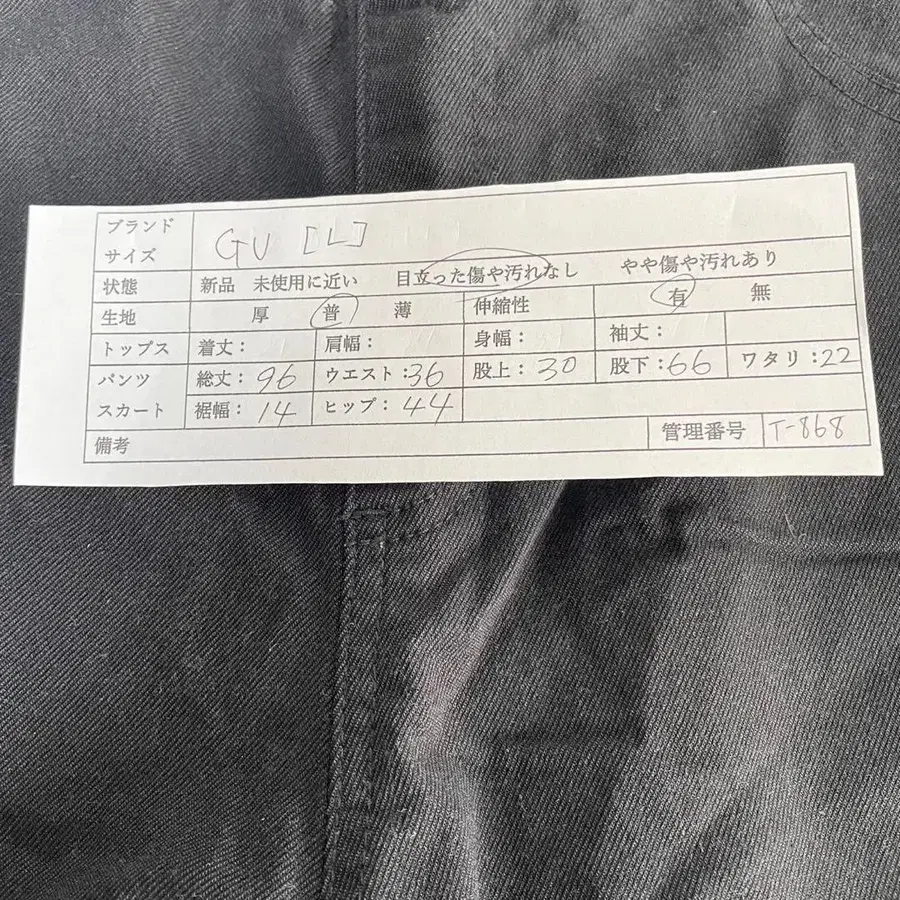 ブランド
サイズ GU [L]
状態 新品 未使用に近い 目立った傷や汚れなし やや傷や汚れあり
生地 厚 普 薄 伸縮性 有 無
トップス 着丈: 肩幅: 身幅: 袖丈:
パンツ 総丈:96 ウエスト:36 股上:30 股下:66 ワタリ:22
スカート 裾幅:14 ヒップ:44
備考 管理番号 T-868